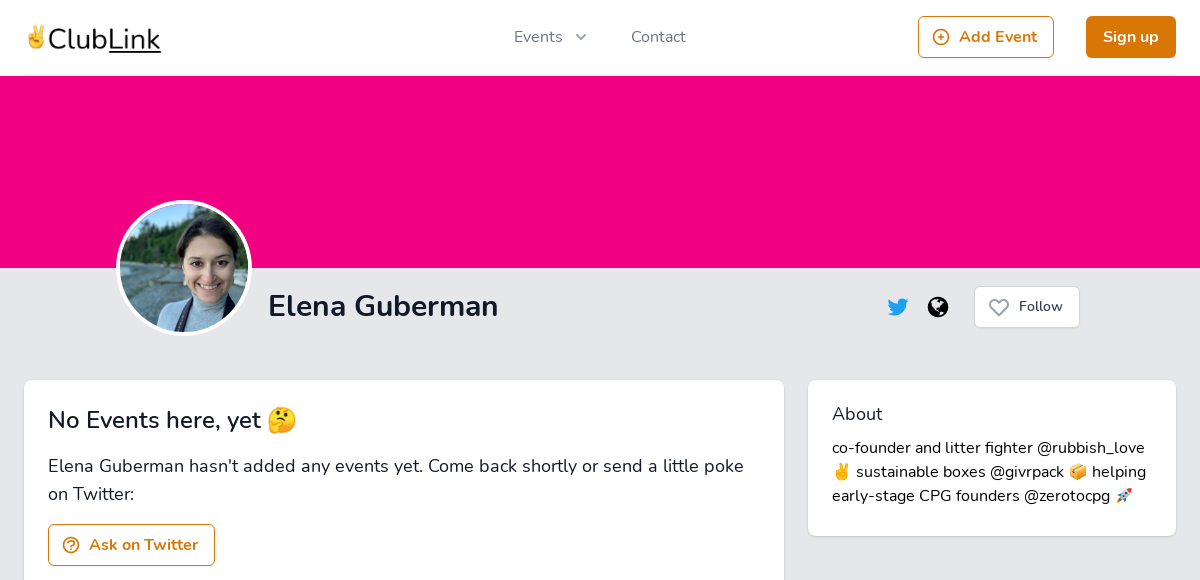 ✌️ClubLink
Events
Contact
Add Event
Sign up
Elena Guberman
Follow
No Events here, yet 🤔
Elena Guberman hasn't added any events yet. Come back shortly or send a little poke
on Twitter:
Ask on Twitter
About
co-founder and litter fighter @rubbish_love
✌️ sustainable boxes @givrpack 📦 helping
early-stage CPG founders @zerotocpg 🚀